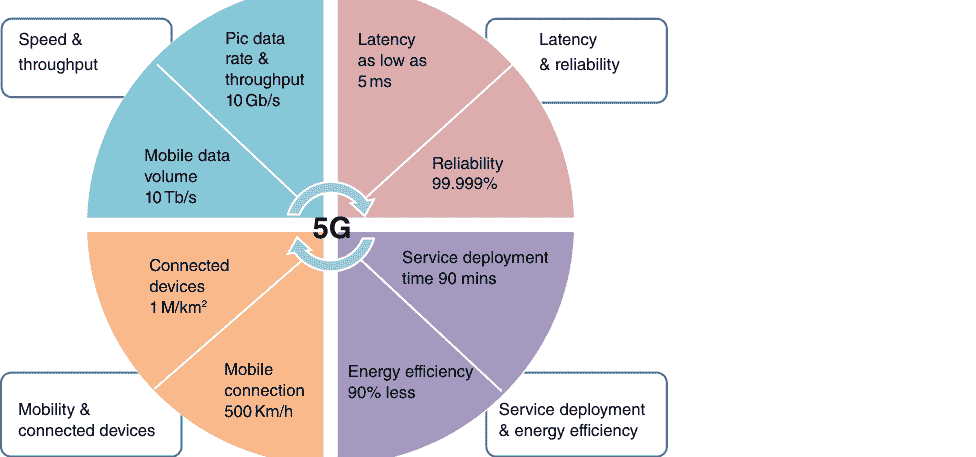 Speed &
throughput
Pic data
rate &
throughput
10 Gb/s
Mobile data
volume
10 Tb/s
Latency
as low as
5 ms
Reliability
99.999%
Latency
& reliability
5G
Connected
devices
1 M/km²
Mobile
connection
500 Km/h
Mobility &
connected devices
Service deployment
time 90 mins
Energy efficiency
90% less
Service deployment
& energy efficiency